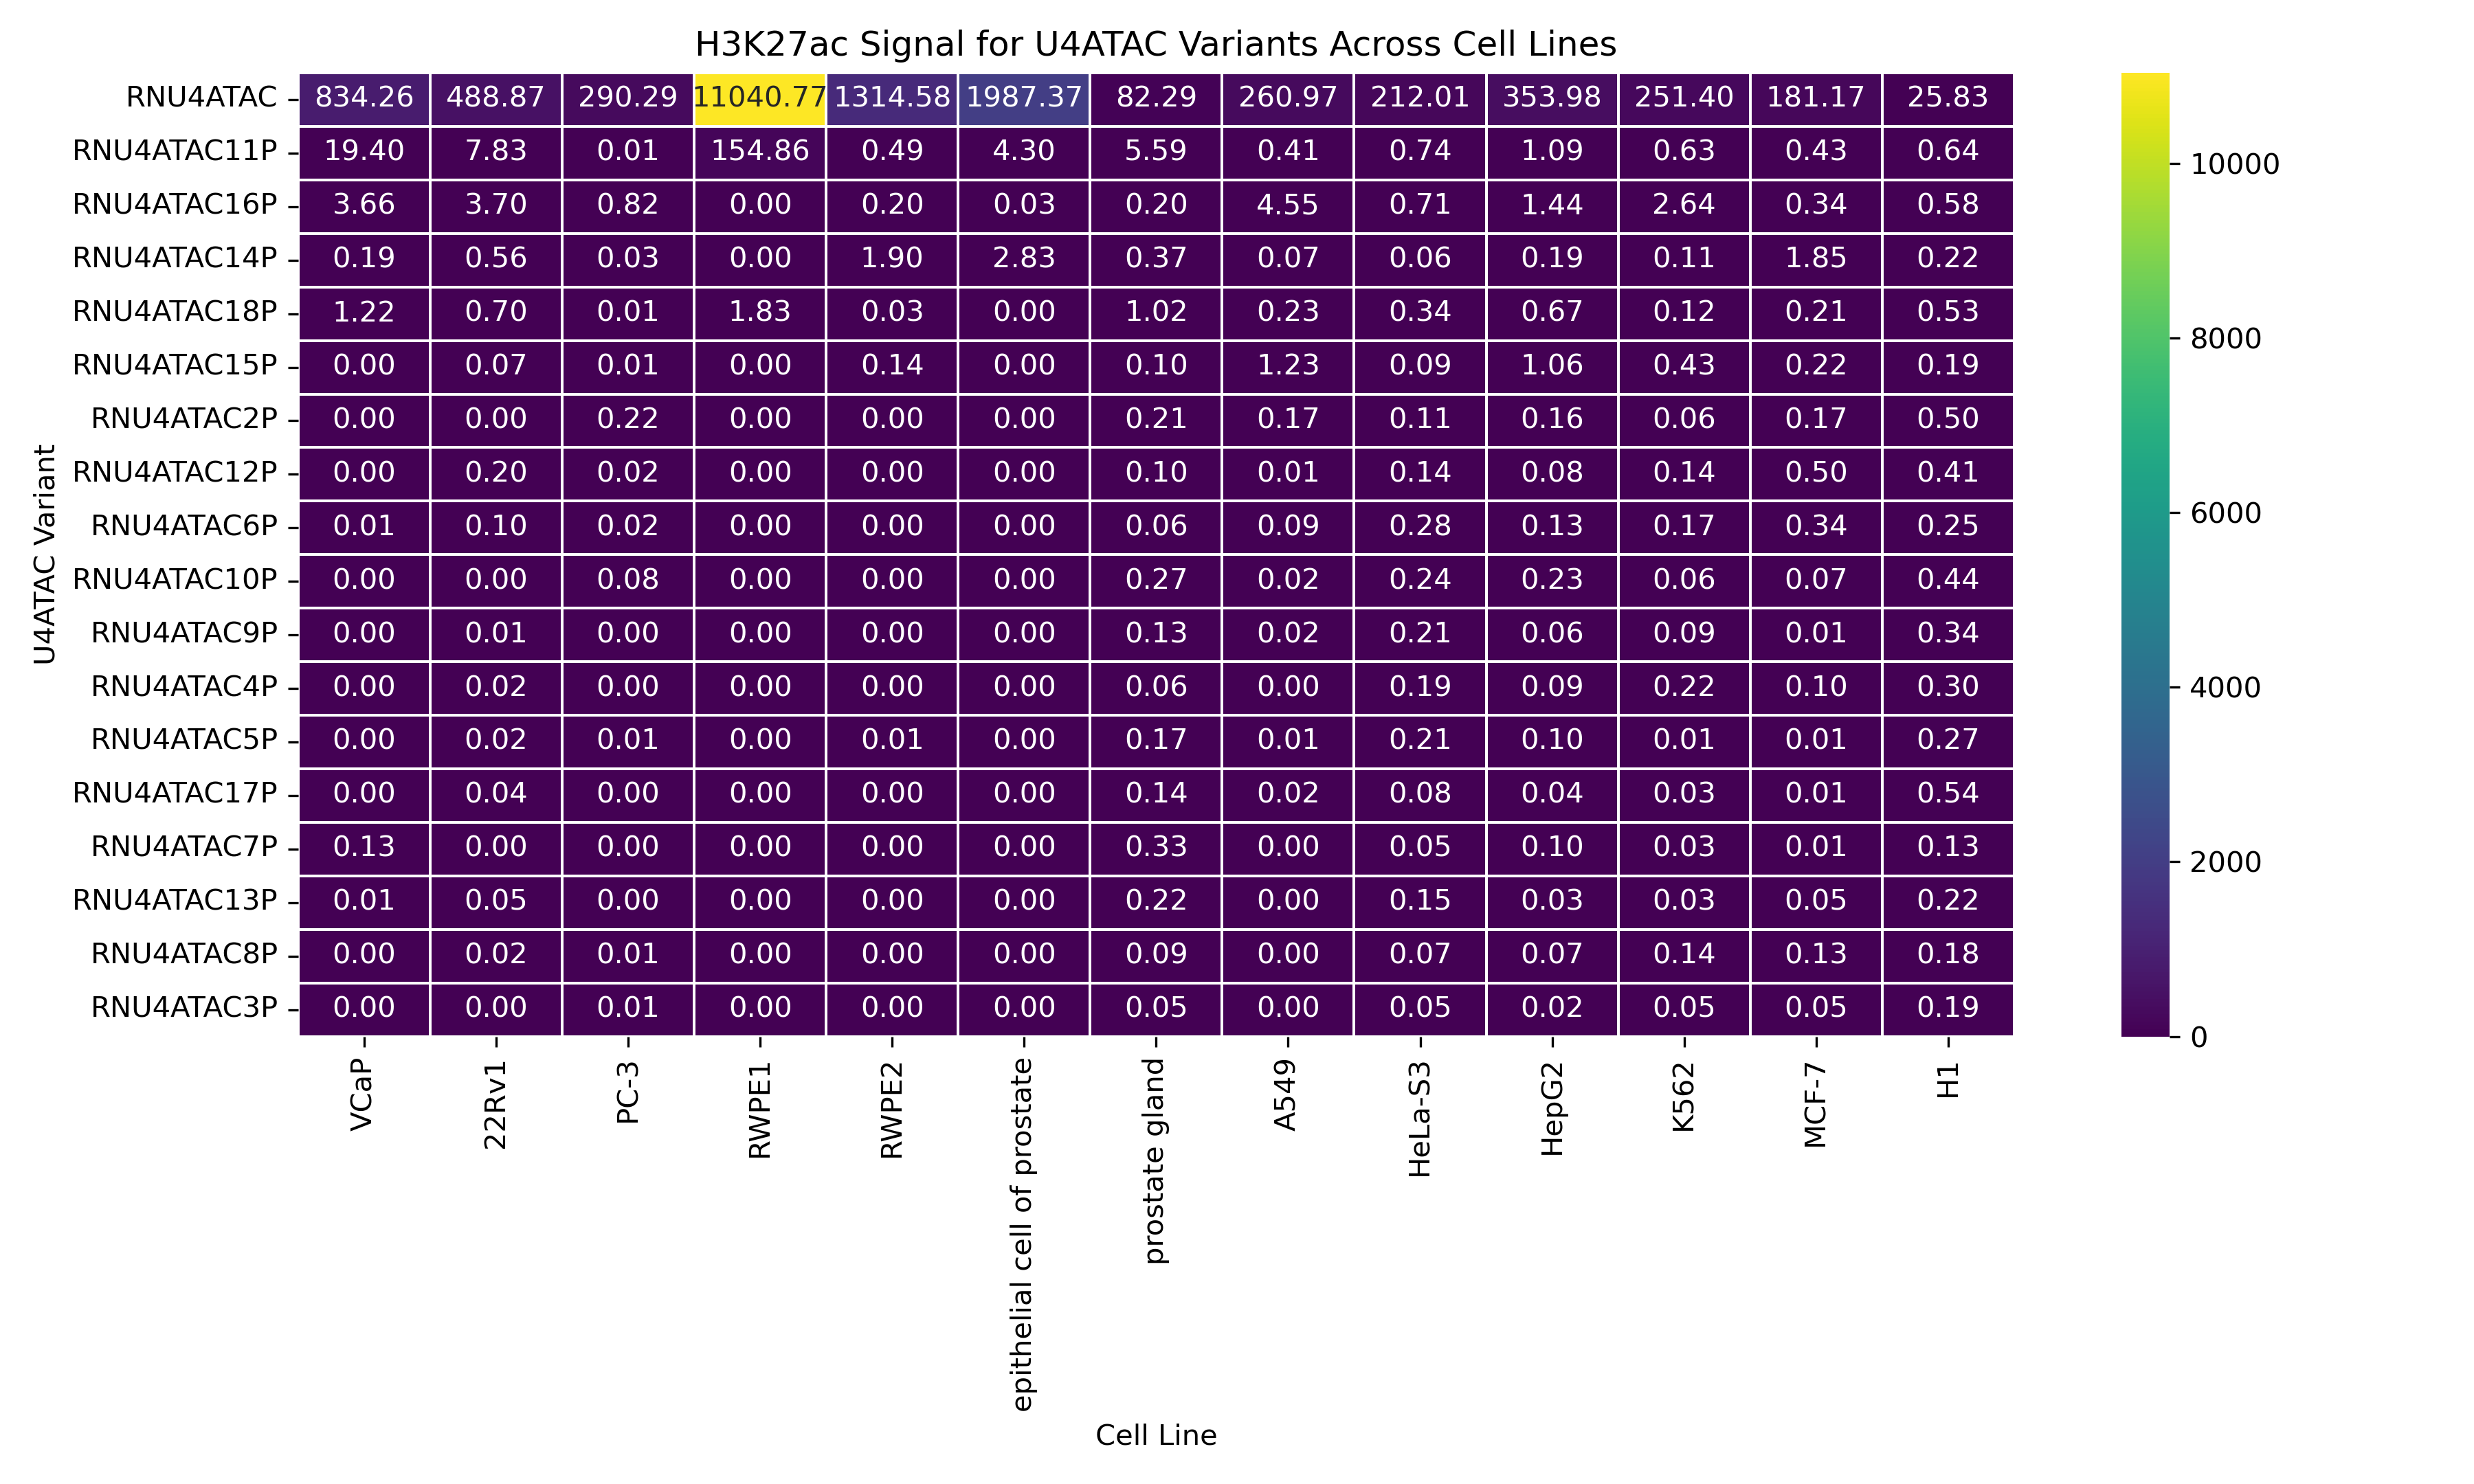 H3K27ac Signal for U4ATAC Variants Across Cell Lines
RNU4ATAC 834.26 488.87 290.29 11040.77 1314.58 1987.37 82.29 260.97 212.01 353.98 251.40 181.17 25.83
RNU4ATAC11P 19.40 7.83 0.01 154.86 0.49 4.30 5.59 0.41 0.74 1.09 0.63 0.43 0.64
RNU4ATAC16P 3.66 3.70 0.82 0.00 0.20 0.03 0.20 4.55 0.71 1.44 2.64 0.34 0.58
RNU4ATAC14P 0.19 0.56 0.03 0.00 1.90 2.83 0.37 0.07 0.06 0.19 0.11 1.85 0.22
RNU4ATAC18P 1.22 0.70 0.01 1.83 0.03 0.00 1.02 0.23 0.34 0.67 0.12 0.21 0.53
RNU4ATAC15P 0.00 0.07 0.01 0.00 0.14 0.00 0.10 1.23 0.09 1.06 0.43 0.22 0.19
RNU4ATAC2P 0.00 0.00 0.22 0.00 0.00 0.00 0.21 0.17 0.11 0.16 0.06 0.17 0.50
RNU4ATAC12P 0.00 0.20 0.02 0.00 0.00 0.00 0.10 0.01 0.14 0.08 0.14 0.50 0.41
RNU4ATAC6P 0.01 0.10 0.02 0.00 0.00 0.00 0.06 0.09 0.28 0.13 0.17 0.34 0.25
RNU4ATAC10P 0.00 0.00 0.08 0.00 0.00 0.00 0.27 0.02 0.24 0.23 0.06 0.07 0.44
RNU4ATAC9P 0.00 0.01 0.00 0.00 0.00 0.00 0.13 0.02 0.21 0.06 0.09 0.01 0.34
RNU4ATAC4P 0.00 0.02 0.00 0.00 0.00 0.00 0.06 0.00 0.19 0.09 0.22 0.10 0.30
RNU4ATAC5P 0.00 0.02 0.01 0.00 0.01 0.00 0.17 0.01 0.21 0.10 0.01 0.01 0.27
RNU4ATAC17P 0.00 0.04 0.00 0.00 0.00 0.00 0.14 0.02 0.08 0.04 0.03 0.01 0.54
RNU4ATAC7P 0.13 0.00 0.00 0.00 0.00 0.00 0.33 0.00 0.05 0.10 0.03 0.01 0.13
RNU4ATAC13P 0.01 0.05 0.00 0.00 0.00 0.00 0.22 0.00 0.15 0.03 0.03 0.05 0.22
RNU4ATAC8P 0.00 0.02 0.01 0.00 0.00 0.00 0.09 0.00 0.07 0.07 0.14 0.13 0.18
RNU4ATAC3P 0.00 0.00 0.01 0.00 0.00 0.00 0.05 0.00 0.05 0.02 0.05 0.05 0.19
U4ATAC Variant
VCaP
22Rv1
PC-3
RWPE1
RWPE2
epithelial cell of prostate
prostate gland
A549
HeLa-S3
HepG2
K562
MCF-7
H1
Cell Line
10000
8000
6000
4000
2000
0